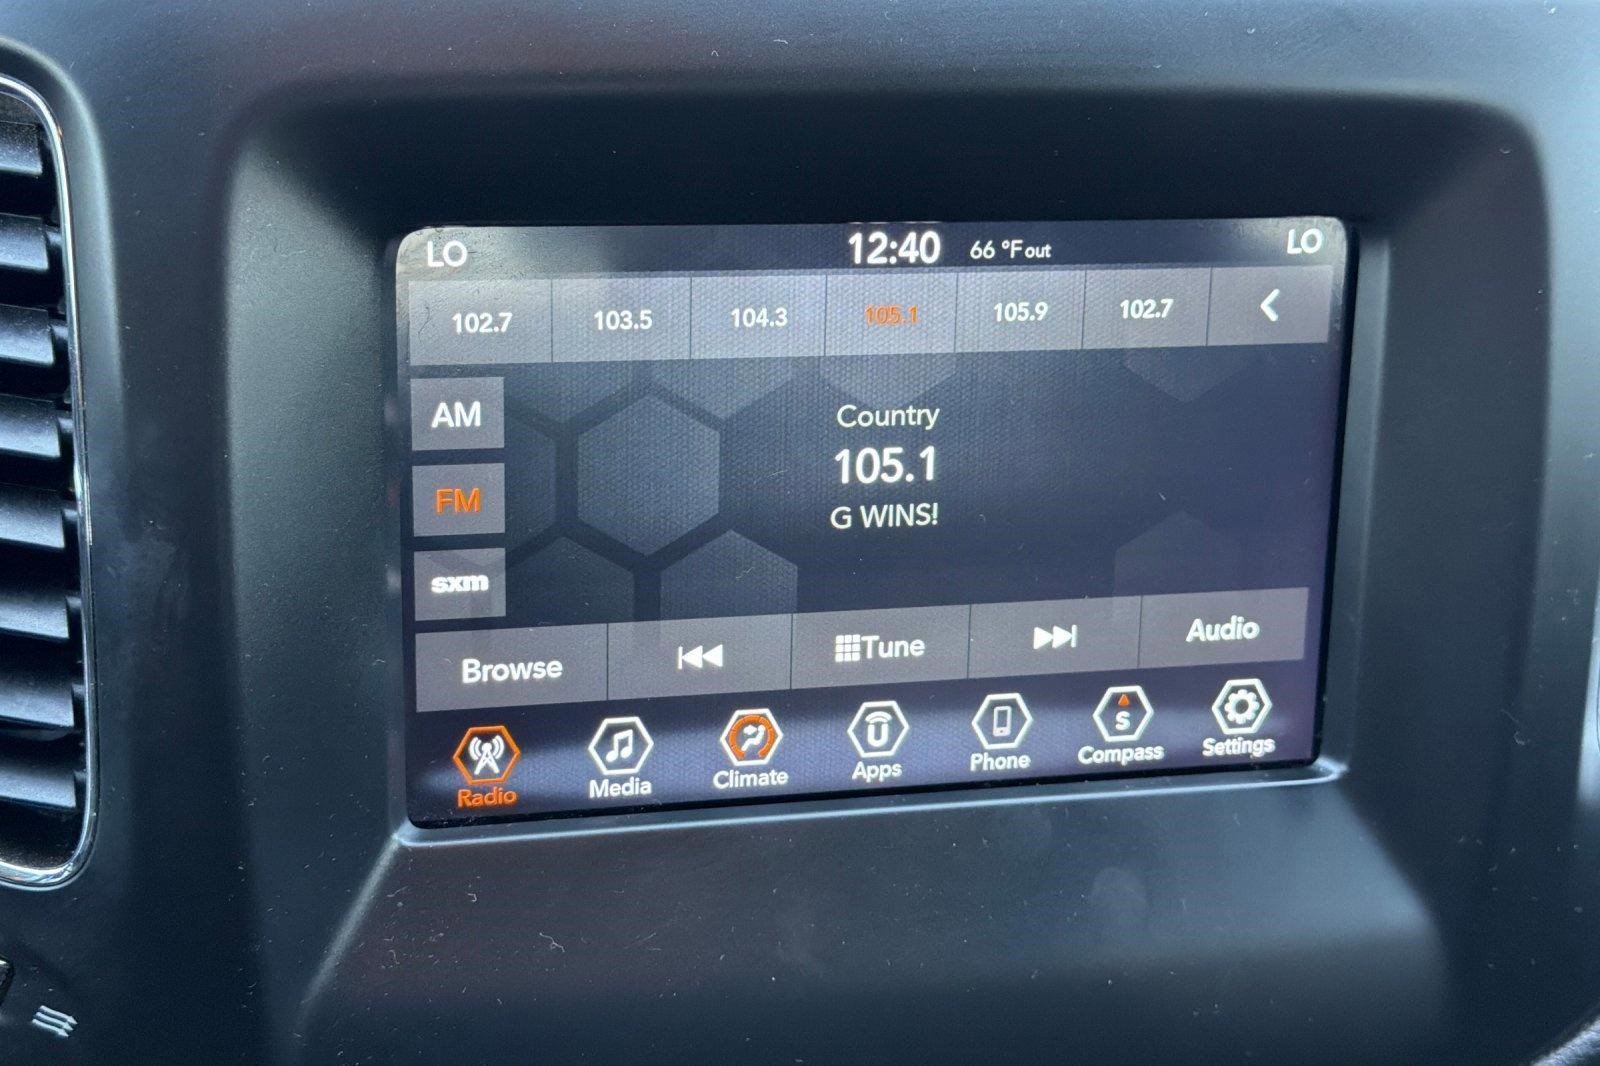 LO 12:40 66 °F out LO
102.7 103.5 104.3 105.1 105.9 102.7
AM
Country
105.1
FM
G WINS!
sxm
Browse Tune Audio
U
S
Radio Media Climate Apps Phone Compass Settings